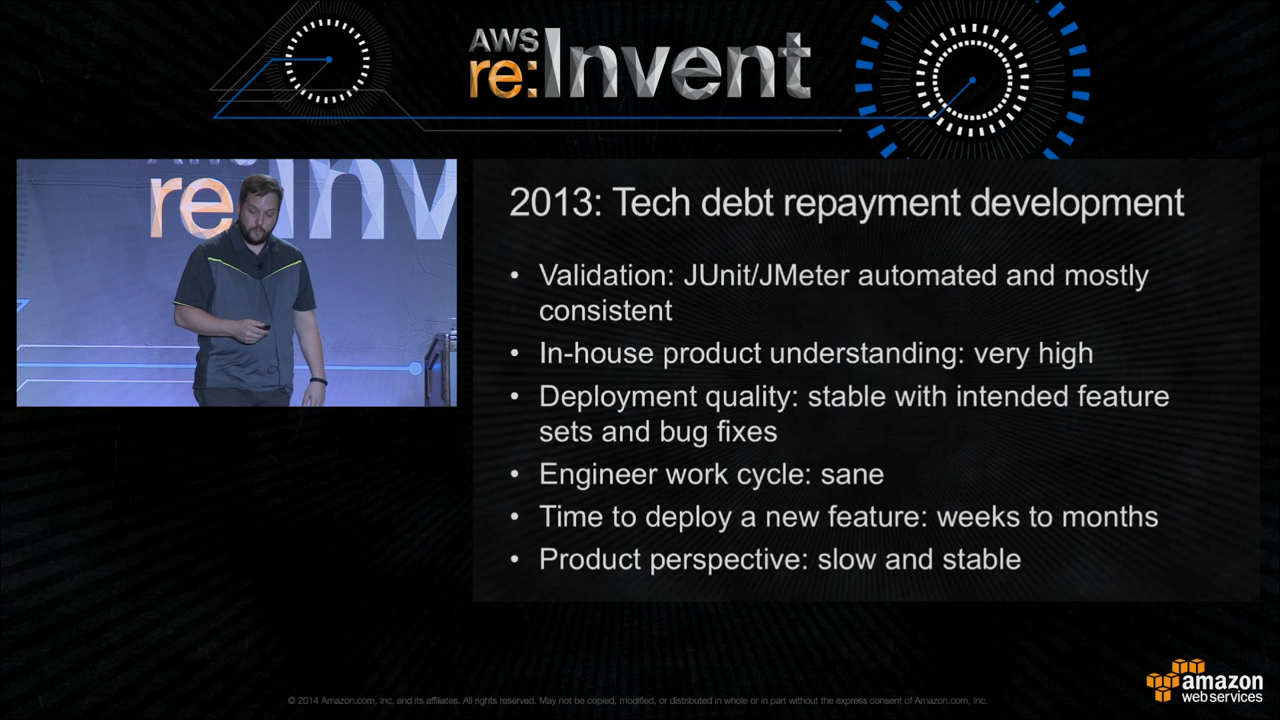 AWS
re:Invent
AWS
re:Inv
2013: Tech debt repayment development
• Validation: JUnit/JMeter automated and mostly
consistent
• In-house product understanding: very high
• Deployment quality: stable with intended feature
sets and bug fixes
• Engineer work cycle: sane
• Time to deploy a new feature: weeks to months
• Product perspective: slow and stable
© 2014 Amazon.com, Inc. and its affiliates. All rights reserved. May not be copied, modified, or distributed in whole or in part without the express consent of Amazon.com, Inc.
amazon
web services